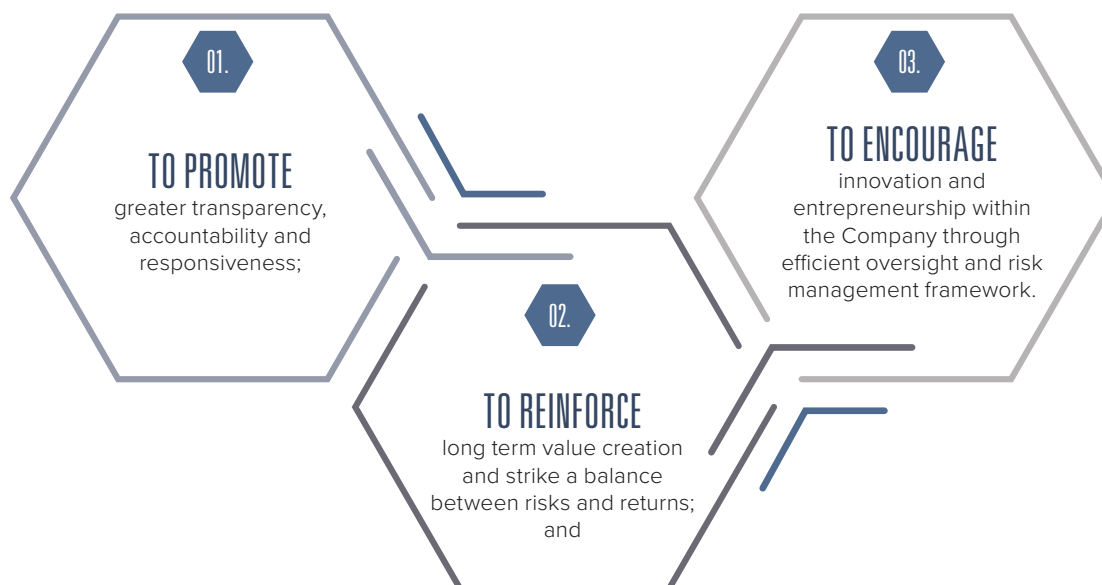 01.
TO PROMOTE
greater transparency,
accountability and
responsiveness;
02.
TO REINFORCE
long term value creation
and strike a balance
between risks and returns;
and
03.
TO ENCOURAGE
innovation and
entrepreneurship within
the Company through
efficient oversight and risk
management framework.